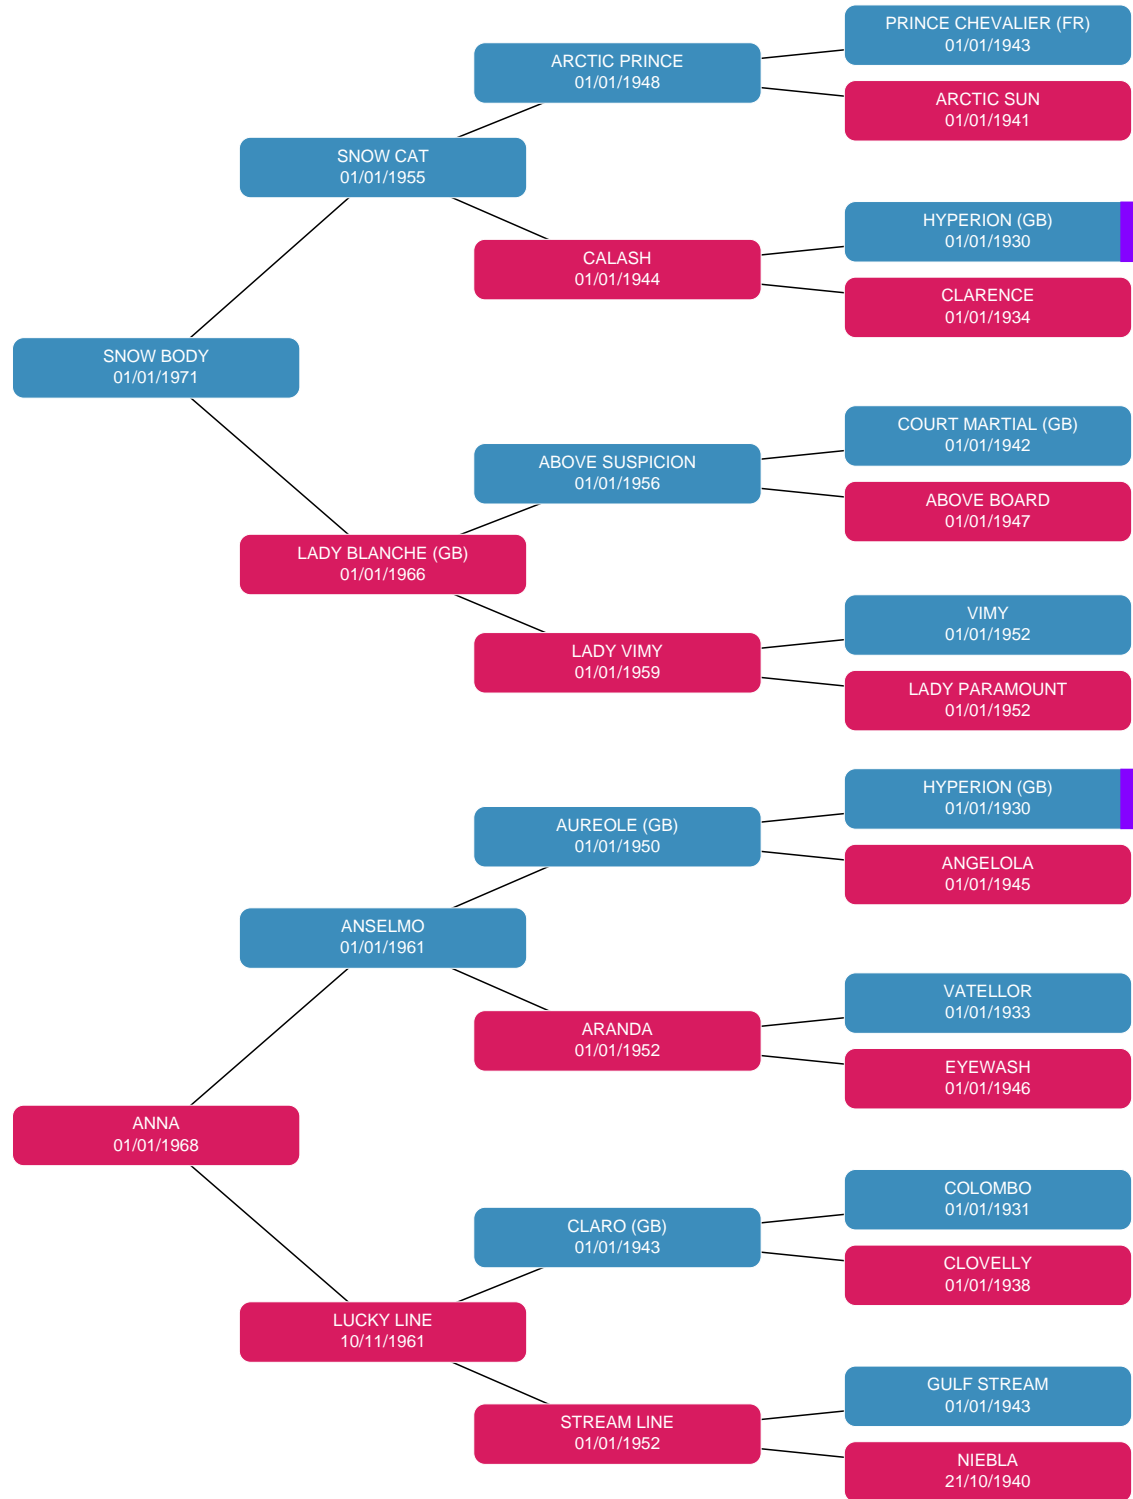 PRINCE CHEVALIER (FR)
01/01/1943
ARCTIC PRINCE
01/01/1948
ARCTIC SUN
01/01/1941
SNOW CAT
01/01/1955
HYPERION (GB)
01/01/1930
CALASH
01/01/1944
CLARENCE
01/01/1934
SNOW BODY
01/01/1971
COURT MARTIAL (GB)
01/01/1942
ABOVE SUSPICION
01/01/1956
ABOVE BOARD
01/01/1947
LADY BLANCHE (GB)
01/01/1966
VIMY
01/01/1952
LADY VIMY
01/01/1959
LADY PARAMOUNT
01/01/1952
HYPERION (GB)
01/01/1930
AUREOLE (GB)
01/01/1950
ANGELOLA
01/01/1945
ANSELMO
01/01/1961
VATELLOR
01/01/1933
ARANDA
01/01/1952
EYEWASH
01/01/1946
ANNA
01/01/1968
COLOMBO
01/01/1931
CLARO (GB)
01/01/1943
CLOVELLY
01/01/1938
LUCKY LINE
10/11/1961
GULF STREAM
01/01/1943
STREAM LINE
01/01/1952
NIEBLA
21/10/1940